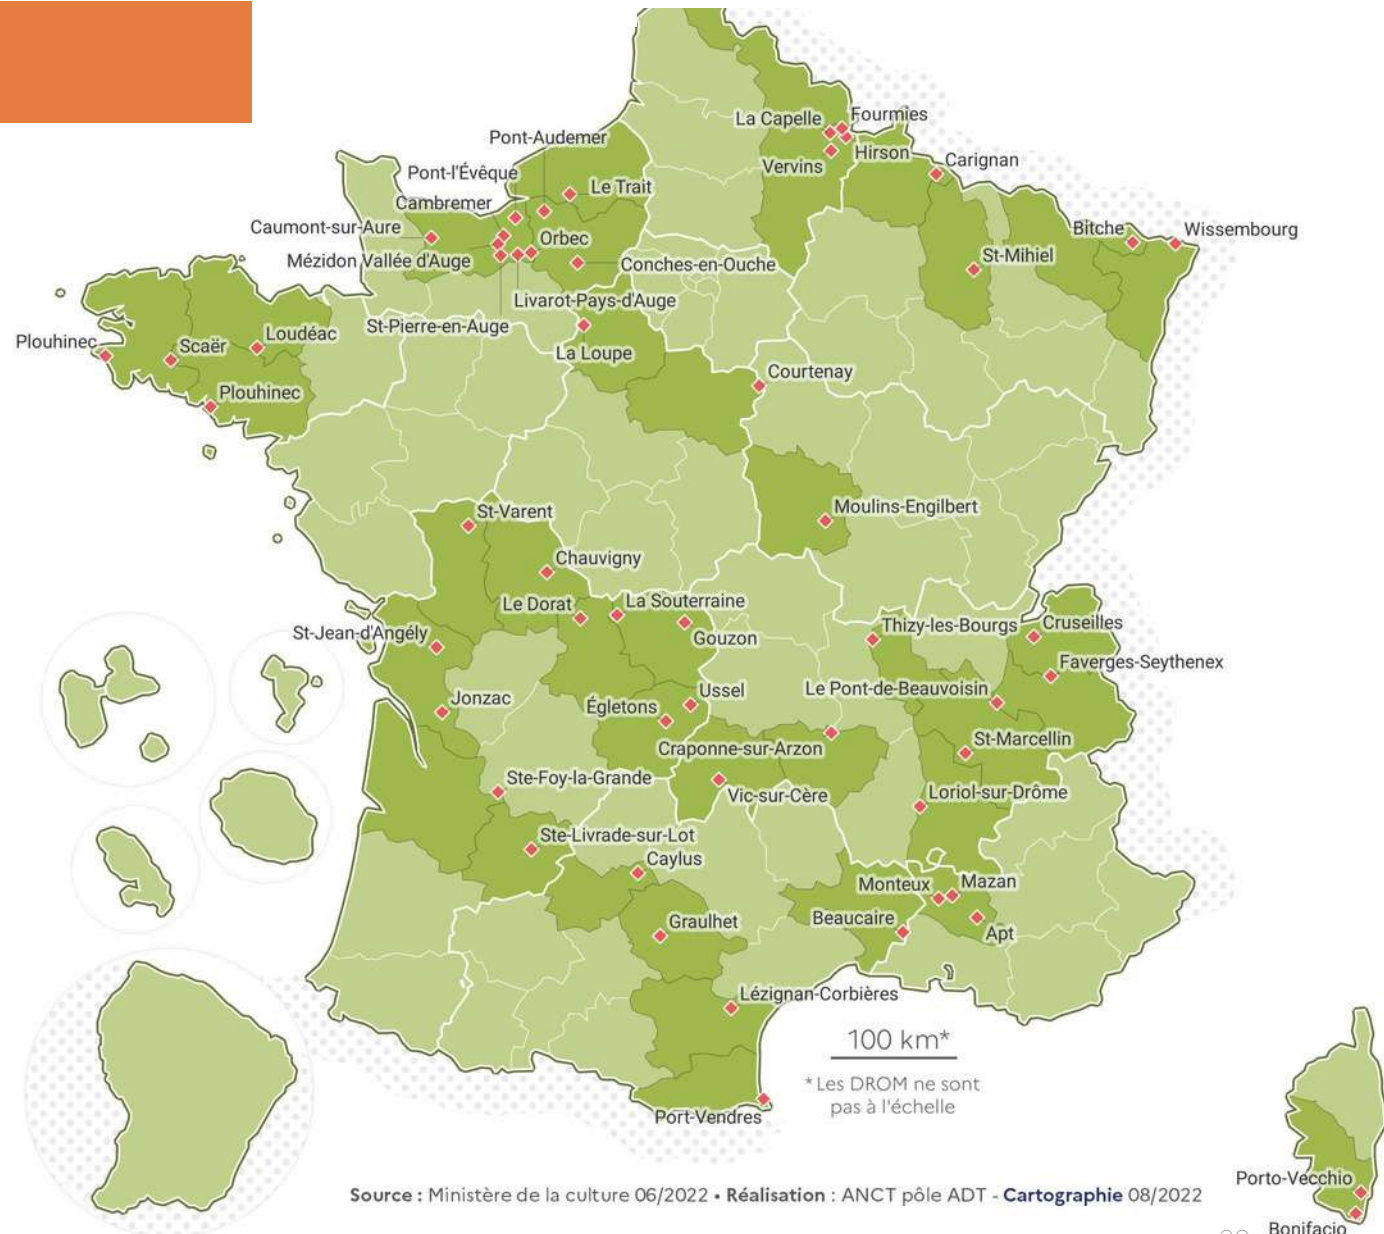 Fourmies
La Capelle
Pont-Audemer
Hirson
Carignan
Vervins
Pont-l'Évêque
Le Trait
Cambremer
Caumont-sur-Aure
Bitche
Wissembourg
Orbec
St-Mihiel
Mézidon Vallée d'Auge
Conches-en-Ouche
Livarot-Pays-d'Auge
St-Pierre-en-Auge
Loudéac
Plouhinec
Scaër
La Loupe
Courtenay
Plouhinec
Moulins-Engilbert
St-Varent
Chauvigny
Le Dorat
La Souterraine
Thizy-les-Bourgs
Cruseilles
St-Jean-d'Angély
Gouzon
Faverges-Seythenex
Le Pont-de-Beauvoisin
Ussel
Jonzac
Égletons
St-Marcellin
Craponne-sur-Arzon
Ste-Foy-la-Grande
Vic-sur-Cère
Loriol-sur-Drôme
Ste-Livrade-sur-Lot
Caylus
Monteux
Mazan
Beaucaire
Graulhet
Apt
Lézignan-Corbières
100 km*
*Les DROM ne sont
pas à l'échelle
Port-Vendres
Porto-Vecchio
Source : Ministère de la culture 06/2022 • Réalisation : ANCT pôle ADT - Cartographie 08/2022
Bonifacio